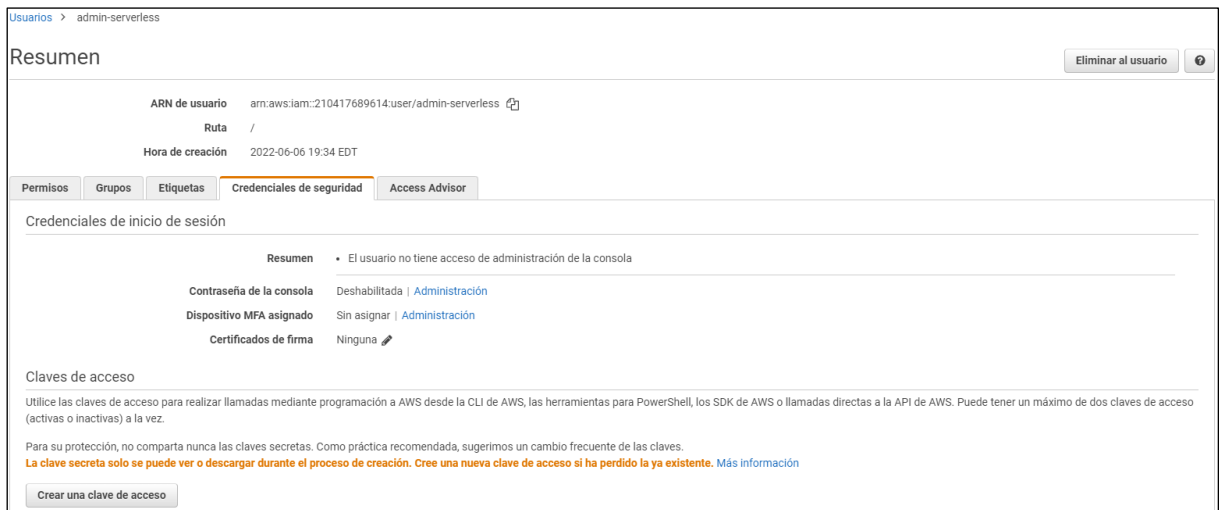 Usuarios > admin-serverless
Resumen
Eliminar al usuario
ARN de usuario arn:aws:iam::210417689614:user/admin-serverless
Ruta /
Hora de creación 2022-06-06 19:34 EDT
Permisos Grupos Etiquetas Credenciales de seguridad Access Advisor
Credenciales de inicio de sesión
Resumen • El usuario no tiene acceso de administración de la consola
Contraseña de la consola Deshabilitada | Administración
Dispositivo MFA asignado Sin asignar | Administración
Certificados de firma Ninguna
Claves de acceso
Utilice las claves de acceso para realizar llamadas mediante programación a AWS desde la CLI de AWS, las herramientas para PowerShell, los SDK de AWS o llamadas directas a la API de AWS. Puede tener un máximo de dos claves de acceso
(activas o inactivas) a la vez.
Para su protección, no comparta nunca las claves secretas. Como práctica recomendada, sugerimos un cambio frecuente de las claves.
La clave secreta solo se puede ver o descargar durante el proceso de creación. Cree una nueva clave de acceso si ha perdido la ya existente. Más información
Crear una clave de acceso